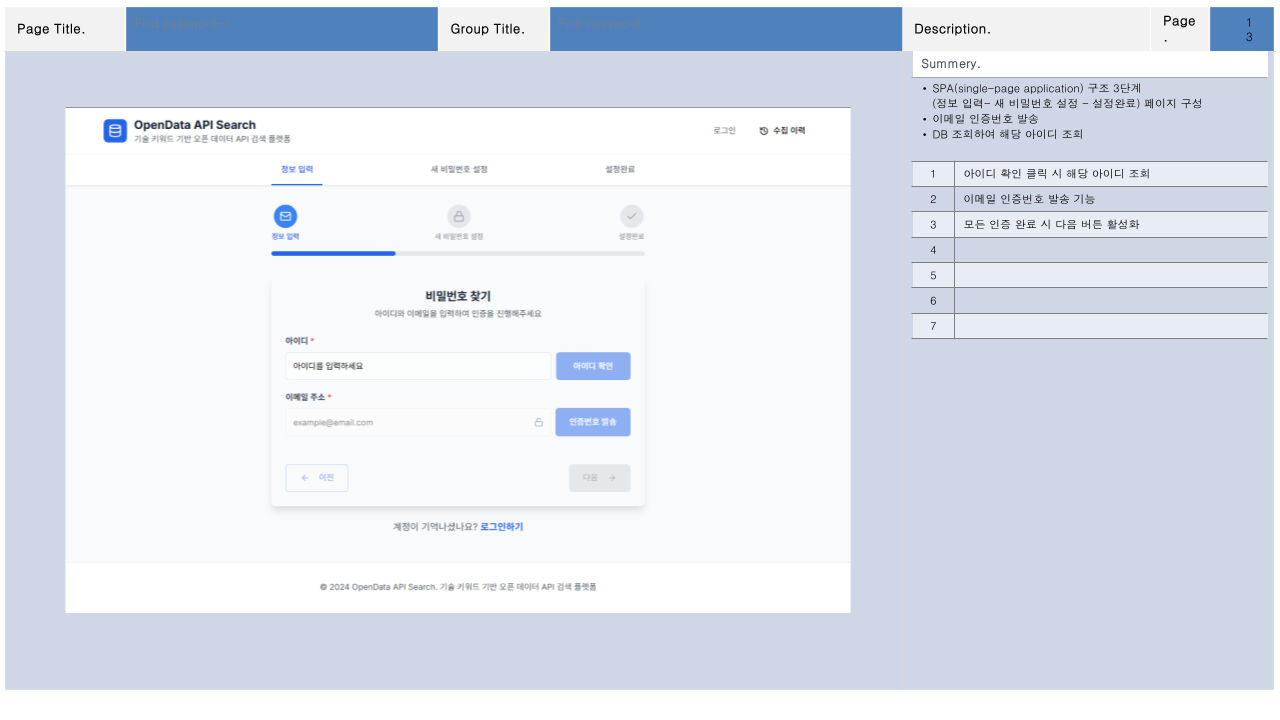 Page Title.
Group Title.
Description.
Page
.
1
3
Summery.
• SPA(single-page application) 구조 3단계
(정보 입력- 새 비밀번호 설정 - 설정완료) 페이지 구성
• 이메일 인증번호 발송
• DB 조회하여 해당 아이디 조회
1 아이디 확인 클릭 시 해당 아이디 조회
2 이메일 인증번호 발송 기능
3 모든 인증 완료 시 다음 버튼 활성화
4
5
6
7
OpenData API Search
기술 키워드 기반 오픈 데이터 API 검색 플랫폼
로그인 수집 이력
정보 입력 새 비밀번호 설정 설정완료
정보 입력 새 비밀번호 설정 설정완료
비밀번호 찾기
아이디와 이메일을 입력하여 인증을 진행해주세요
아이디 *
아이디를 입력하세요 아이디 확인
이메일 주소 *
example@email.com 인증번호 발송
← 이전 다음 →
계정이 기억나셨나요? 로그인하기
© 2024 OpenData API Search. 기술 키워드 기반 오픈 데이터 API 검색 플랫폼